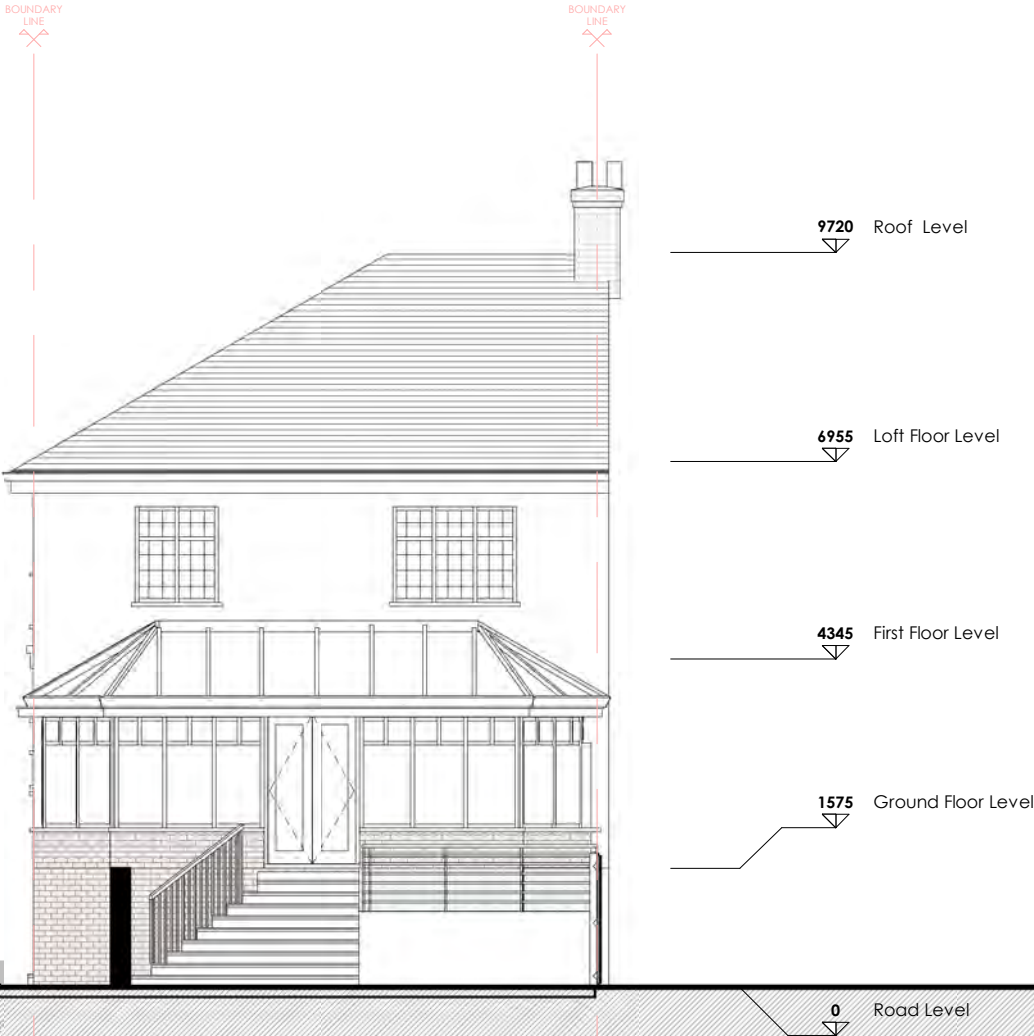 BOUNDARY
LINE
BOUNDARY
LINE
9720 Roof Level
6955 Loft Floor Level
4345 First Floor Level
1575 Ground Floor Level
0 Road Level